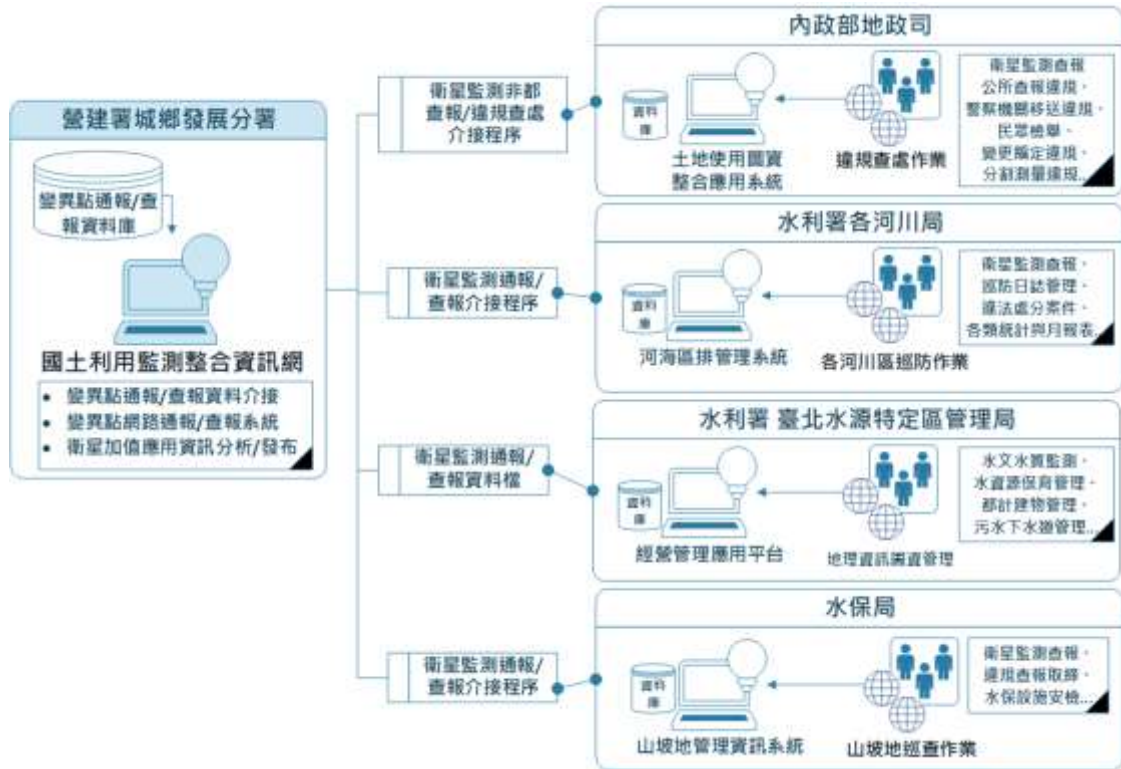 營建署城鄉發展分署
變異點通報/查
報資料庫
國土利用監測整合資訊網
• 變異點通報/查報資料介接
• 變異點網路通報/查報系統
• 衛星加值應用資訊分析/發布
衛星監測非都
查報/違規查處
介接程序
內政部地政司
資料
庫
土地使用圖資
整合應用系統
違規查處作業
衛星監測查報、
公所查報違規、
警察機關移送違規、
民眾檢舉、
變更編定違規、
分割測量違規...
衛星監測通報/
查報介接程序
水利署各河川局
資料
庫
河海區排管理系統
各河川區巡防作業
衛星監測查報、
巡防日誌管理、
違法處分案件、
各類統計與月報表...
衛星監測通報/
查報資料檔
水利署 臺北水源特定區管理局
資料
庫
經營管理應用平台
地理資訊圖資管理
水文水質監測、
水資源保育管理、
都計建物管理、
污水下水道管理...
衛星監測通報/
查報介接程序
水保局
資料
庫
山坡地管理資訊系統
山坡地巡查作業
衛星監測查報、
違規查報取締、
水保設施安檢...